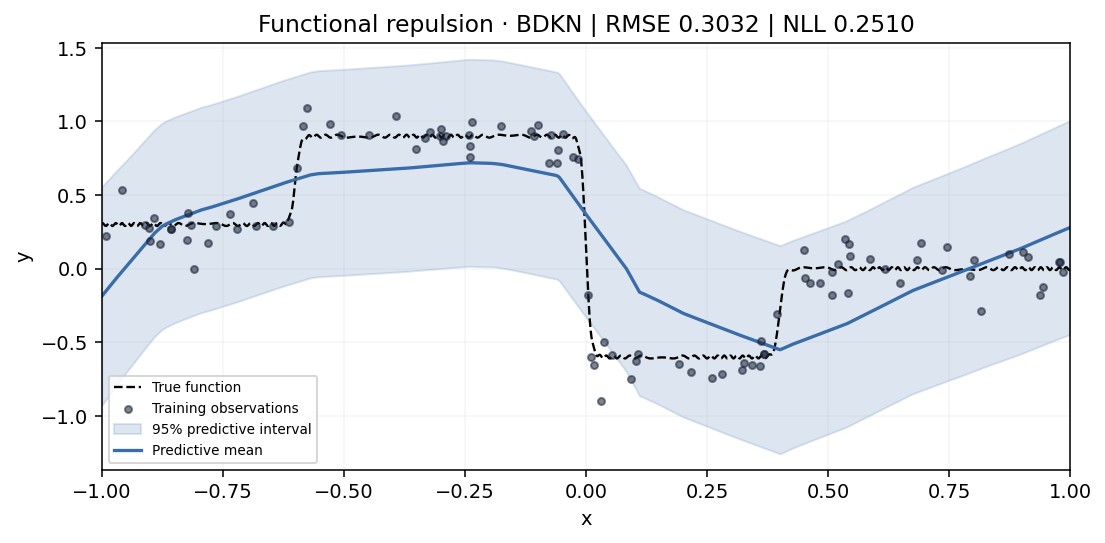 Functional repulsion · BDKN | RMSE 0.3032 | NLL 0.2510
1.5
1.0
0.5
0.0
−0.5
−1.0
y
True function
Training observations
95% predictive interval
Predictive mean
−1.00 −0.75 −0.50 −0.25 0.00 0.25 0.50 0.75 1.00
x